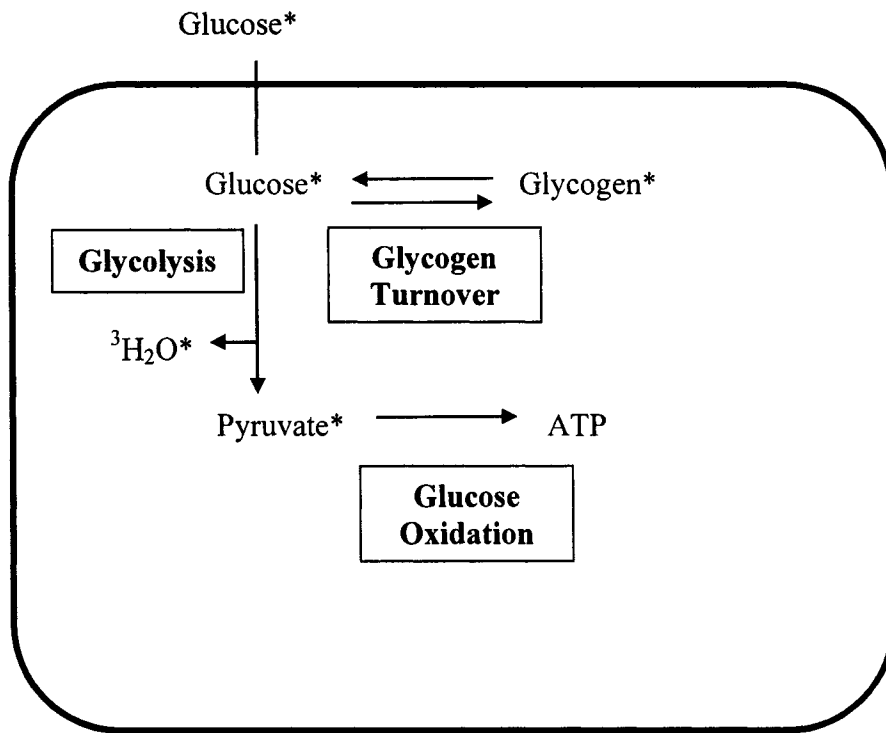 Glucose*
Glucose*
Glycogen*
Glycolysis
Glycogen
Turnover
³H₂O*
Pyruvate*
ATP
Glucose
Oxidation